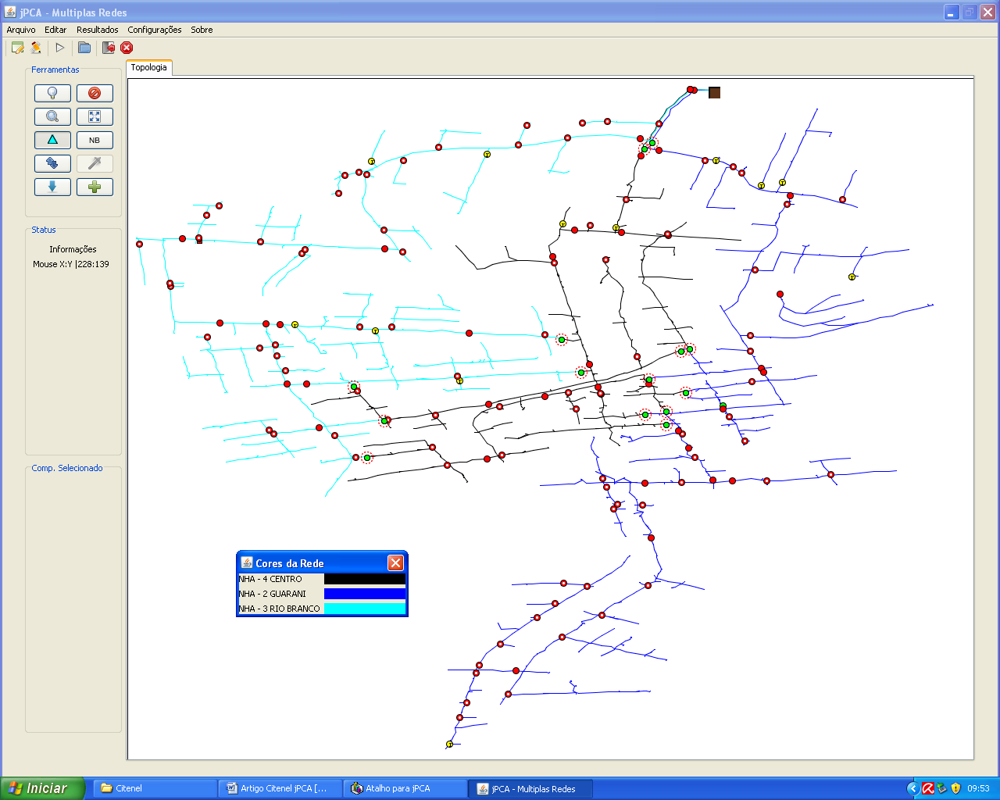 jPCA - Multiplas Redes
Arquivo Editar Resultados Configurações Sobre
Ferramentas
NB
Status
Informações
Mouse X:Y |228:139
Comp. Selecionado
Topologia
Cores da Rede
NHA - 4 CENTRO
NHA - 2 GUARANI
NHA - 3 RIO BRANCO
Iniciar
Citenel
Artigo Citenel jPCA [...
Atalho para jPCA
jPCA - Multiplas Redes
09:53